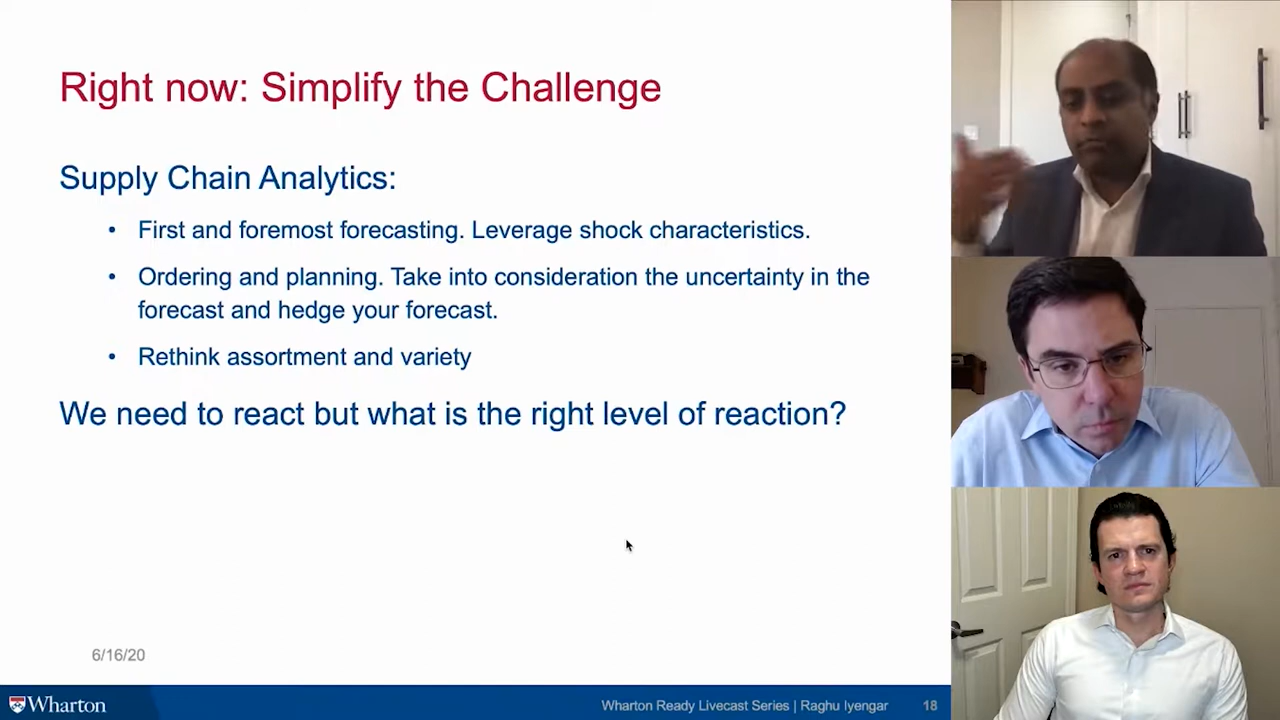 Right now: Simplify the Challenge
Supply Chain Analytics:
• First and foremost forecasting. Leverage shock characteristics.
• Ordering and planning. Take into consideration the uncertainty in the
forecast and hedge your forecast.
• Rethink assortment and variety
We need to react but what is the right level of reaction?
6/16/20
Wharton
Wharton Ready Livecast Series | Raghu Iyengar
18